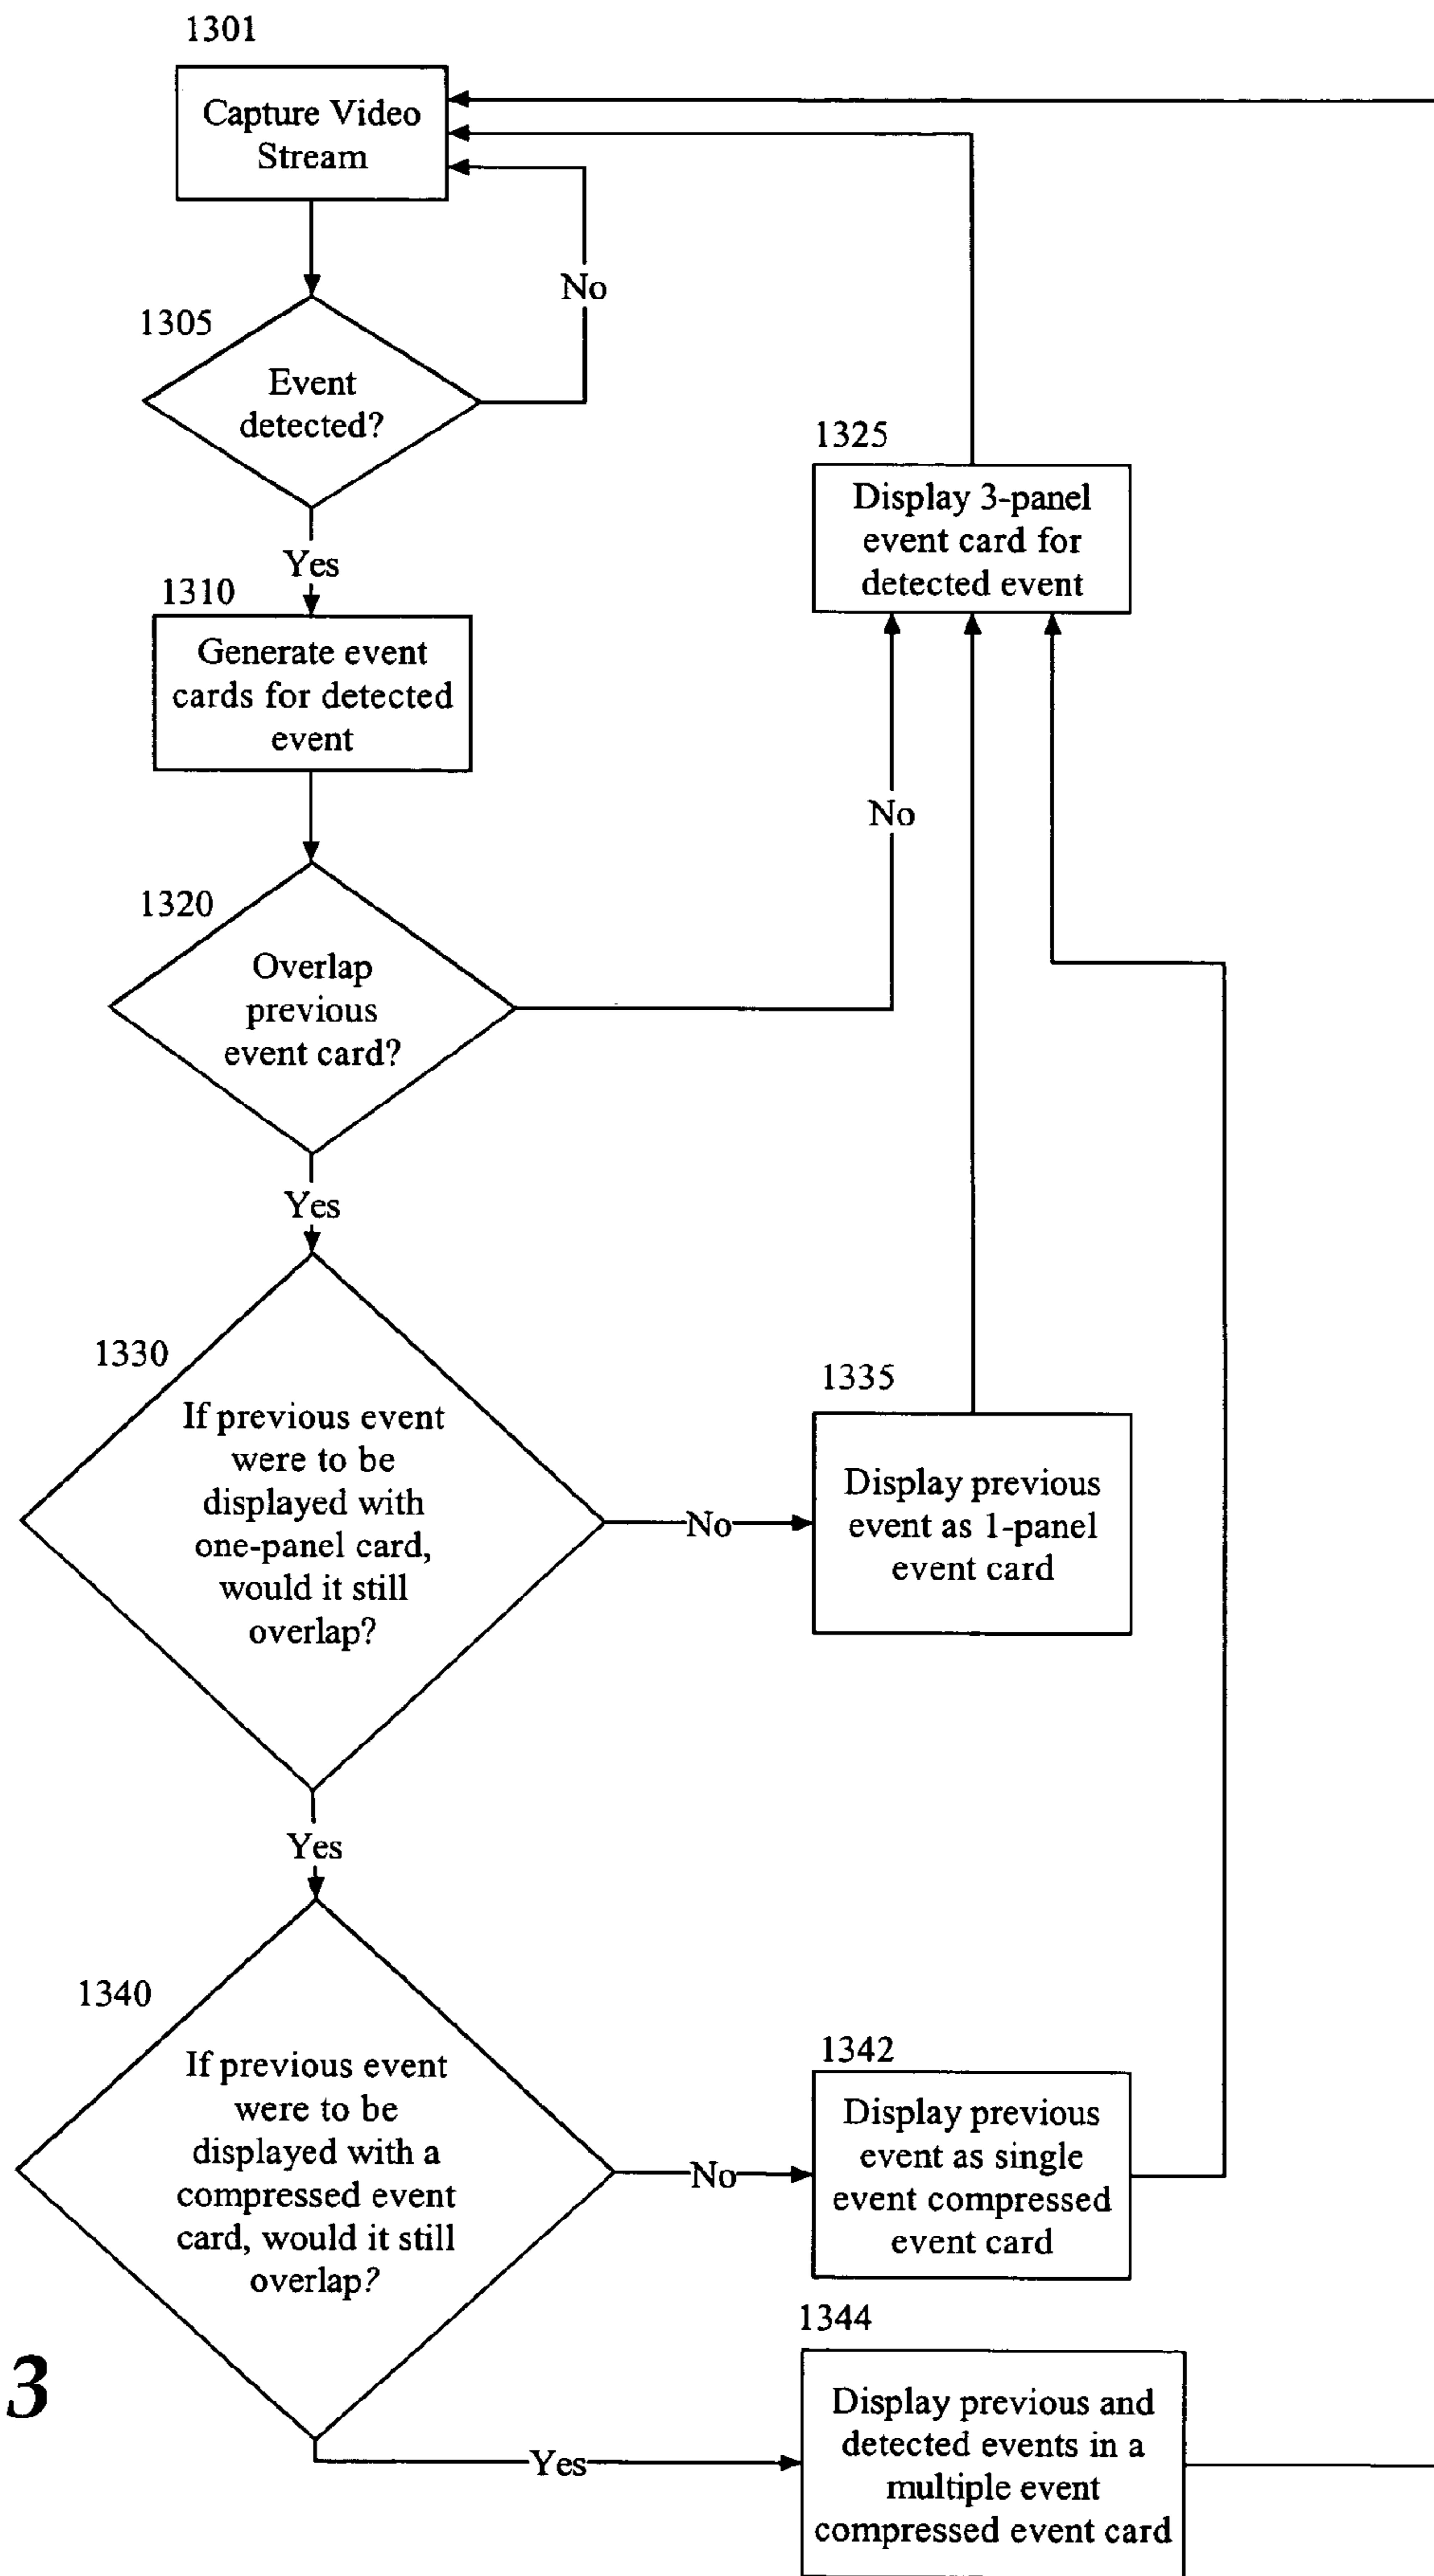 1301
Capture Video
Stream
No
1305
Event
detected?
Yes
1310
Generate event
cards for detected
event
1325
Display 3-panel
event card for
detected event
No
1320
Overlap
previous
event card?
Yes
1330
If previous event
were to be
displayed with
one-panel card,
would it still
overlap?
No
1335
Display previous
event as 1-panel
event card
Yes
1340
If previous event
were to be
displayed with a
compressed event
card, would it still
overlap?
No
1342
Display previous
event as single
event compressed
event card
Yes
1344
Display previous and
detected events in a
multiple event
compressed event card
3